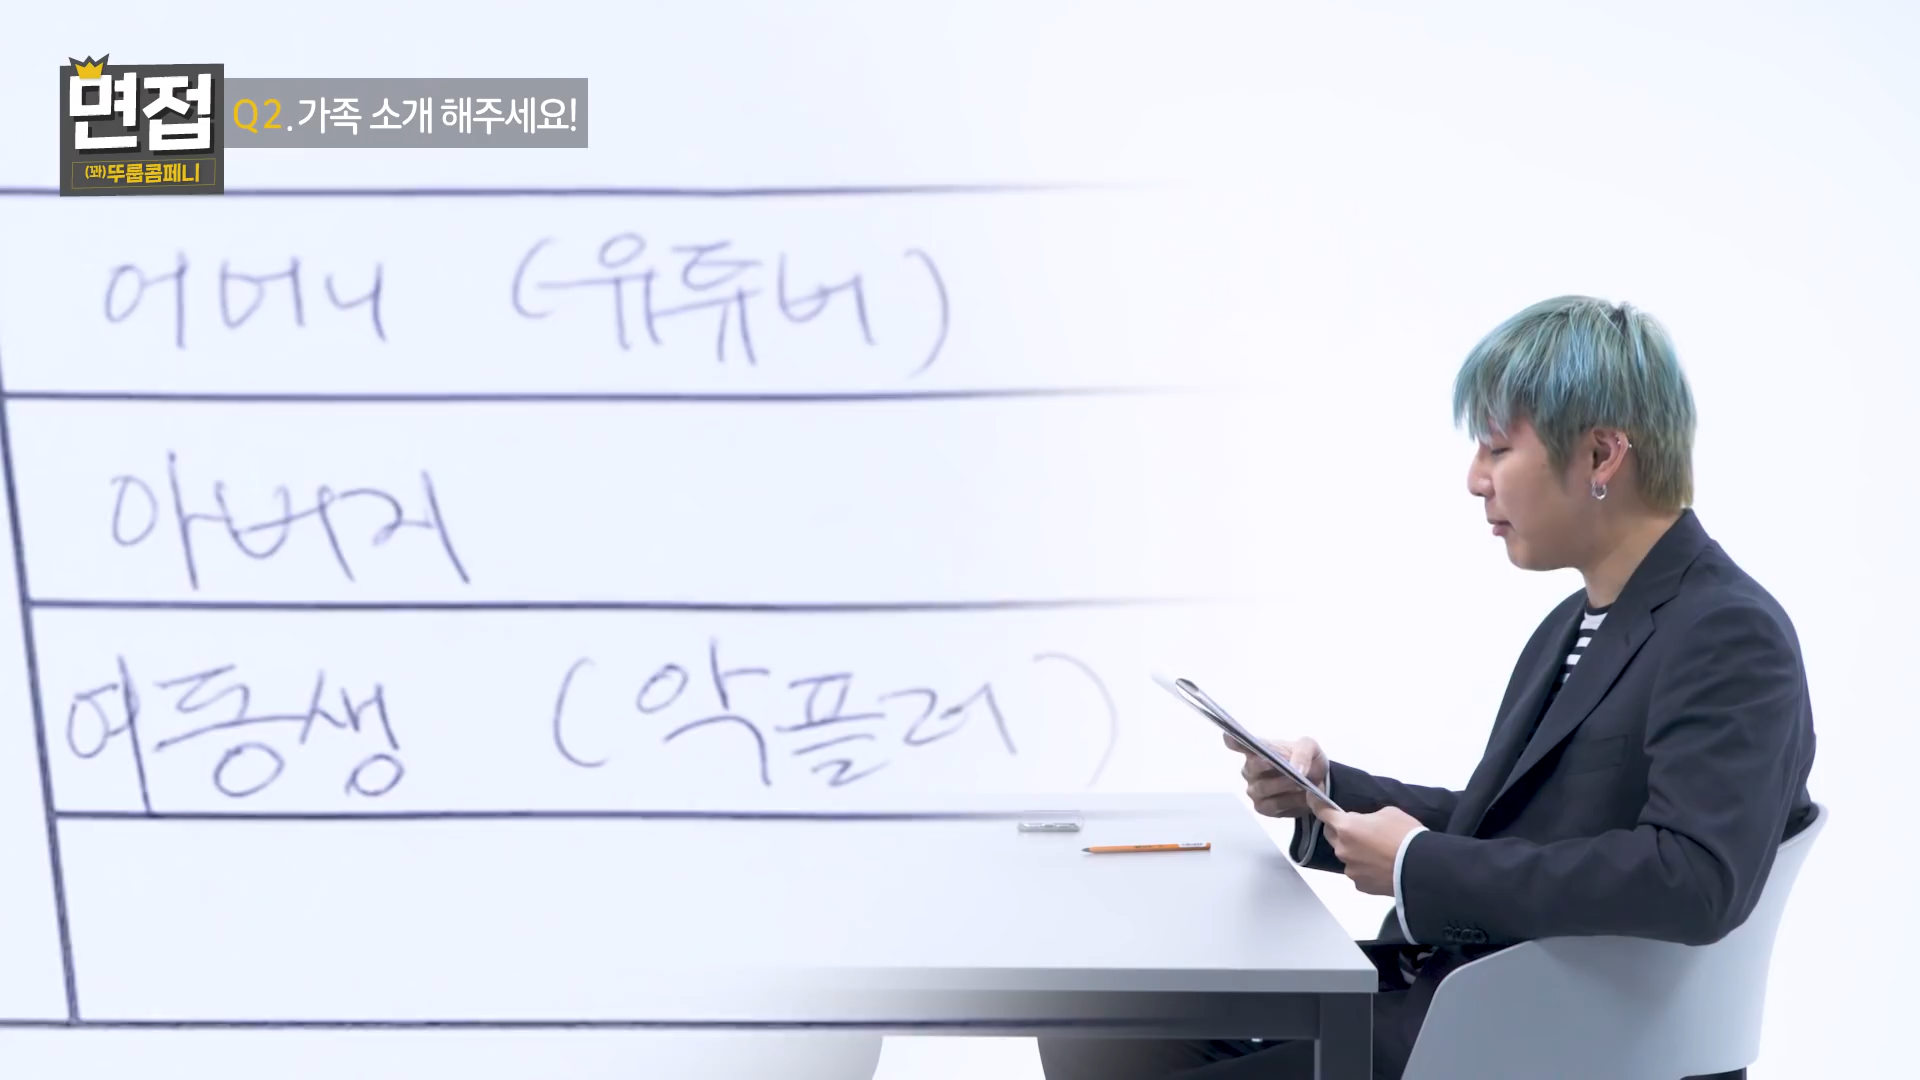 면접
(꽈)뚜룹콤페니
Q2.가족 소개 해주세요!
어머니 (유튜버)
아버지
여동생 (악플러)